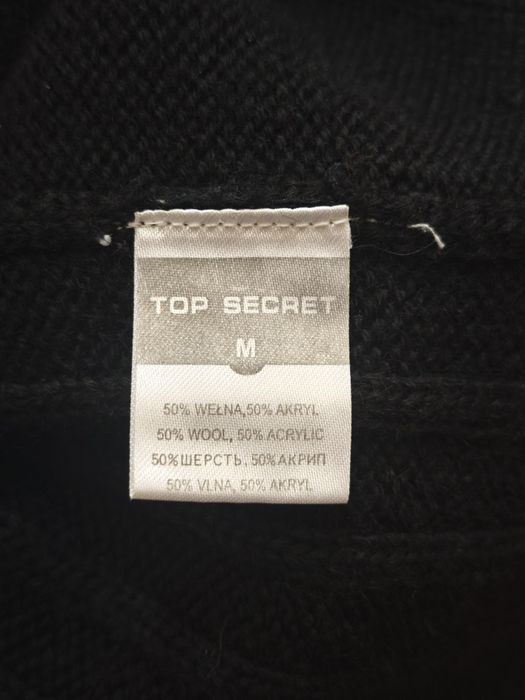 TOP SECRET
M
50% WEŁNA,50% AKRYL
50% WOOL, 50% ACRYLIC
50%ШЕРСТЬ, 50%АКРИП
50% VLNA, 50% AKRYL